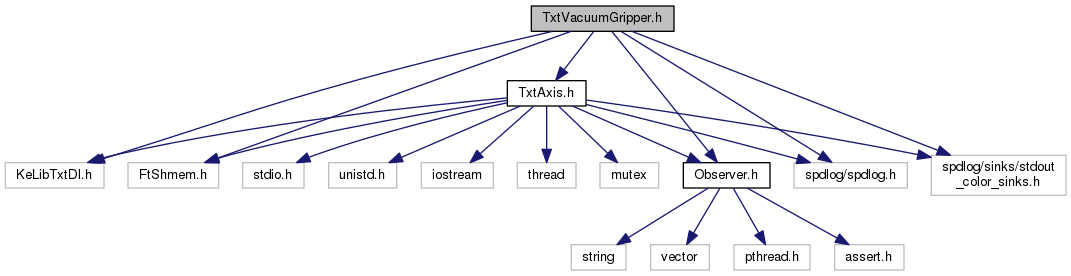 TxtVacuumGripper.h
TxtAxis.h
KeLibTxtDl.h
FtShmem.h
stdio.h
unistd.h
iostream
thread
mutex
Observer.h
spdlog/spdlog.h
spdlog/sinks/stdout
_color_sinks.h
string
vector
pthread.h
assert.h